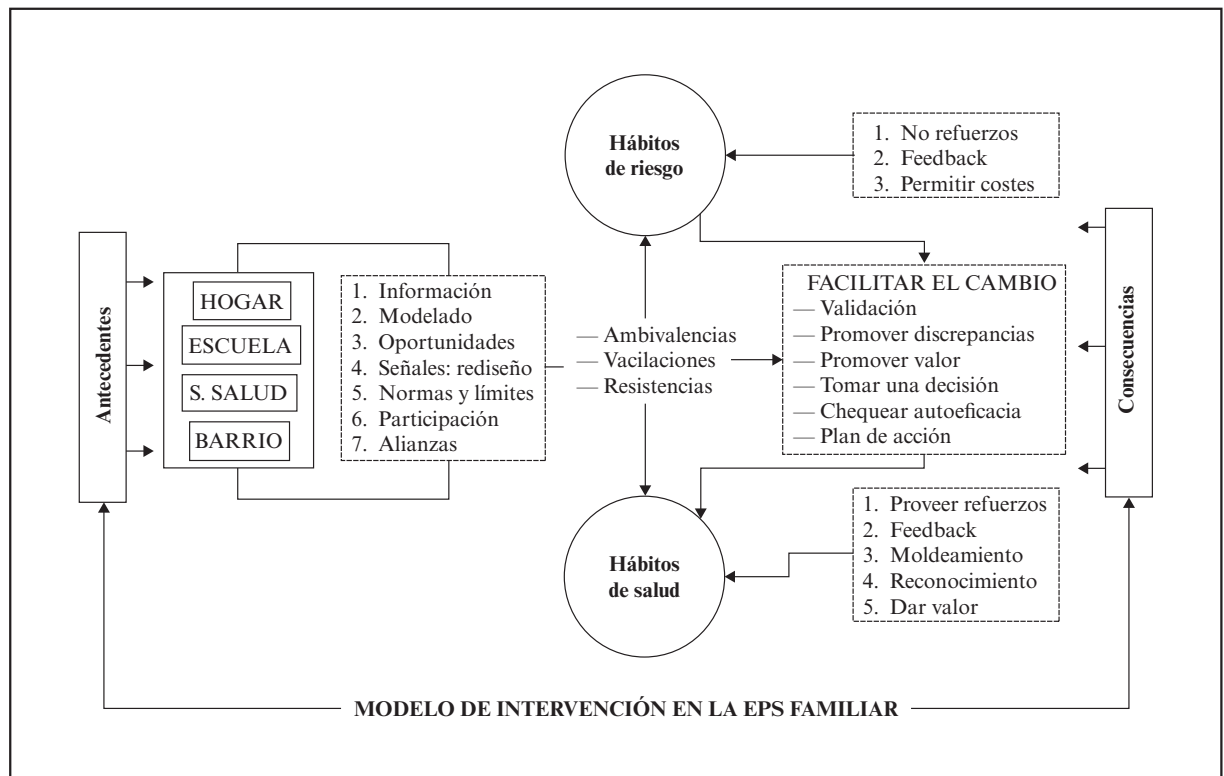 Antecedentes
HOGAR
ESCUELA
S. SALUD
BARRIO
1. Información
2. Modelado
3. Oportunidades
4. Señales: rediseño
5. Normas y límites
6. Participación
7. Alianzas
Hábitos
de riesgo
— Ambivalencias
— Vacilaciones
— Resistencias
Hábitos
de salud
1. No refuerzos
2. Feedback
3. Permitir costes
FACILITAR EL CAMBIO
— Validación
— Promover discrepancias
— Promover valor
— Tomar una decisión
— Chequear autoeficacia
— Plan de acción
1. Proveer refuerzos
2. Feedback
3. Moldeamiento
4. Reconocimiento
5. Dar valor
Consecuencias
MODELO DE INTERVENCIÓN EN LA EPS FAMILIAR